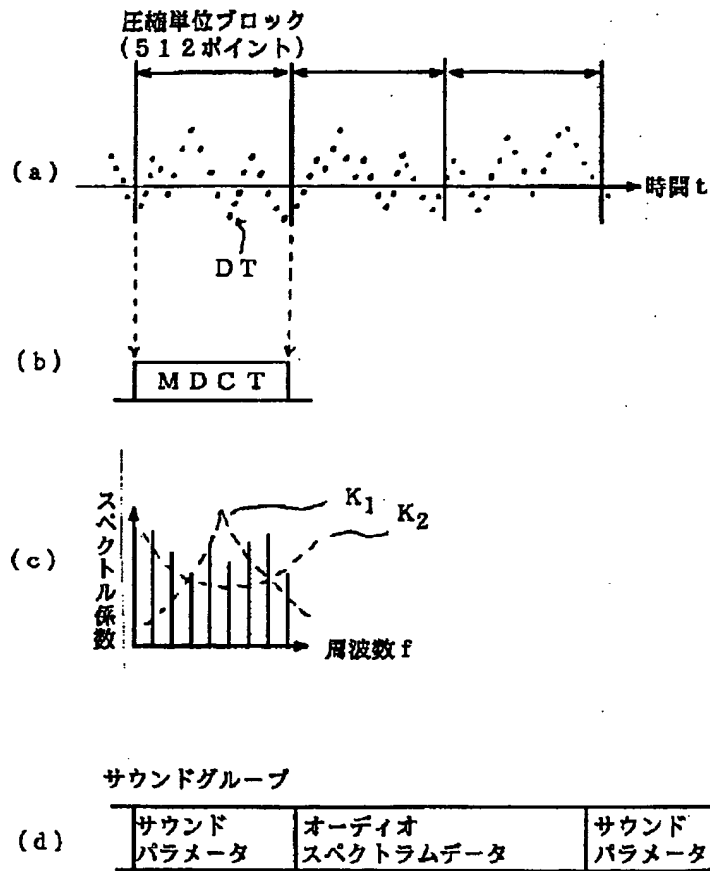 圧縮単位ブロック
(512ポイント)
(a)
時間t
DT
(b)
MDCT
(c)
スペクトル係数
K1
K2
周波数f
サウンドグループ
(d)
サウンド
パラメータ
オーディオ
スペクトラムデータ
サウンド
パラメータ